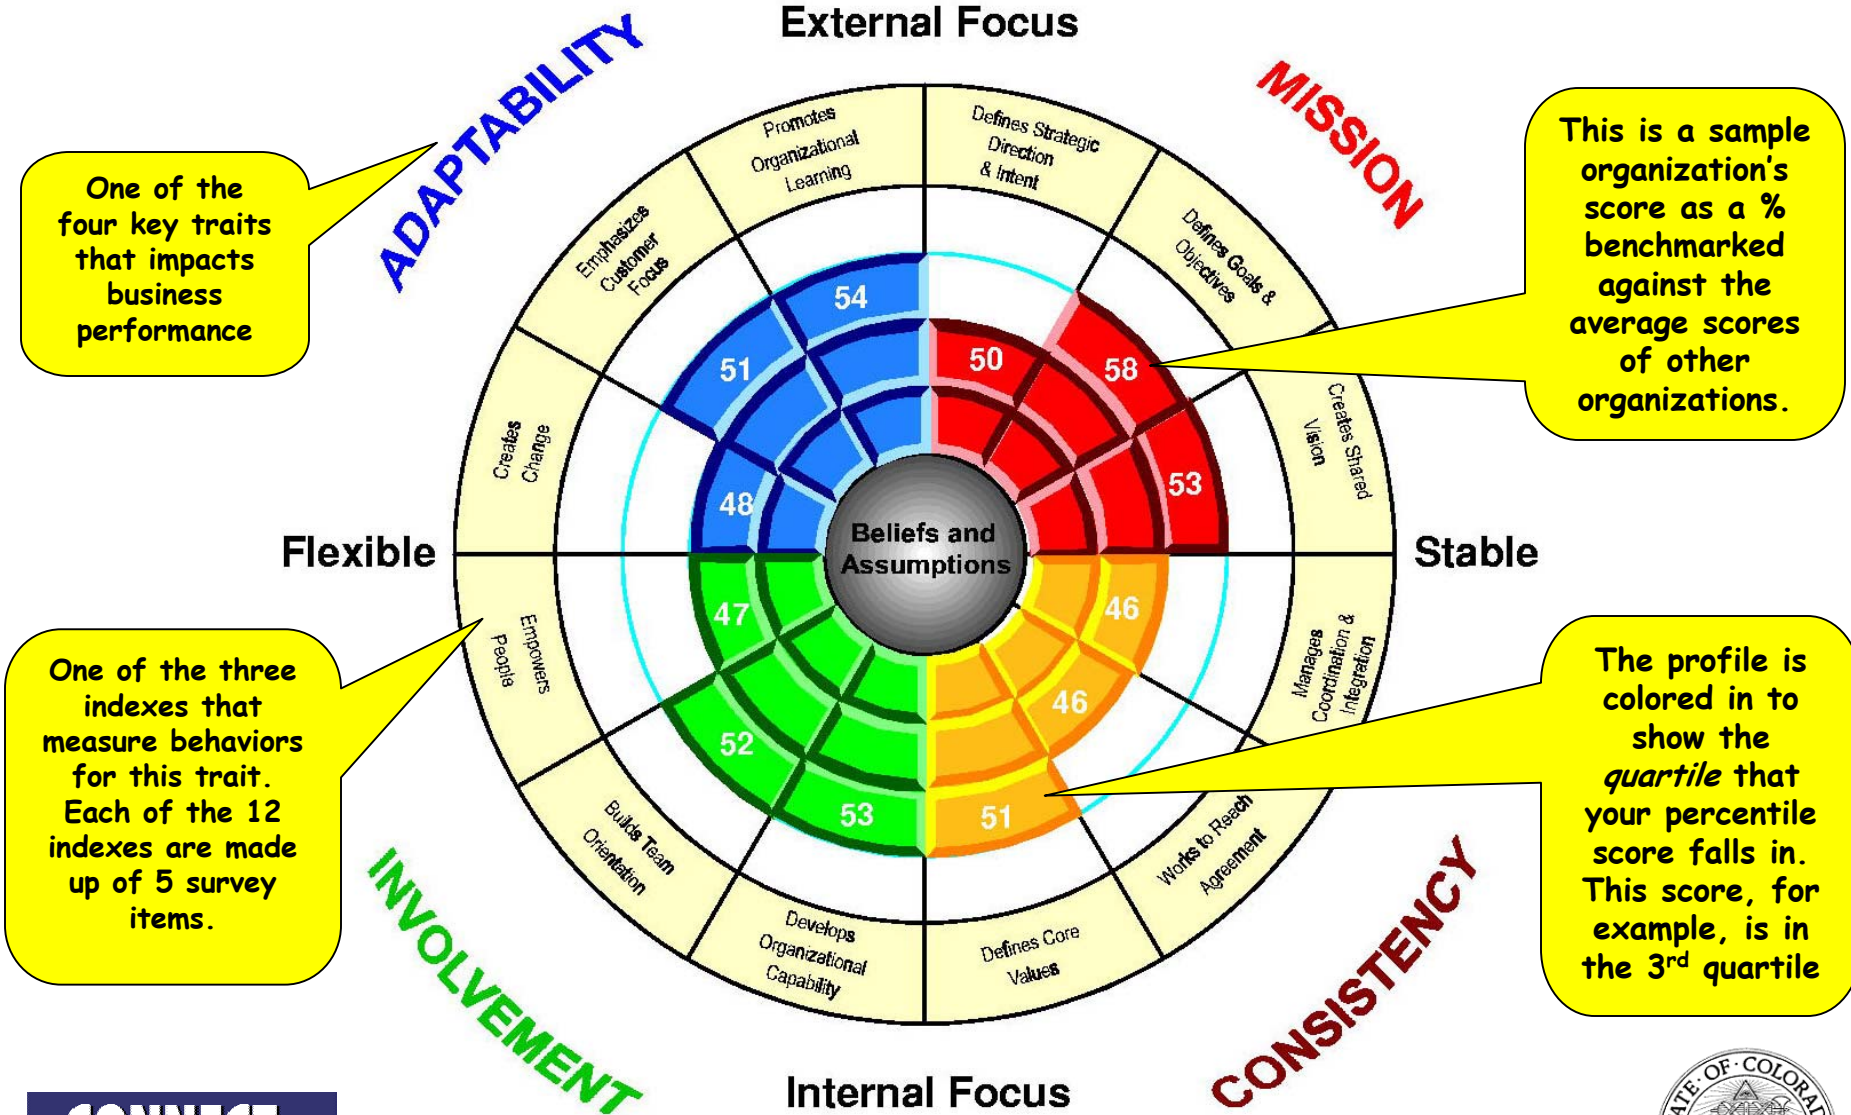 External Focus
ADAPTABILITY
MISSION
One of the
four key traits
that impacts
business
performance
This is a sample
organization's
score as a %
benchmarked
against the
average scores
of other
organizations.
Promotes
Organizational
Learning
Defines Strategic
Direction
& Intent
Emphasizes
Customer
Focus
Defines Goals &
Objectives
Creates
Change
Creates Shared
Vision
54
51
48
50
58
53
Flexible
Beliefs and
Assumptions
Stable
47
52
53
46
46
51
Empowers
People
Manages
Coordination &
Integration
Builds Team
Orientation
Works to Reach
Agreement
Develops
Organizational
Capability
Defines Core
Values
One of the three
indexes that
measure behaviors
for this trait.
Each of the 12
indexes are made
up of 5 survey
items.
The profile is
colored in to
show the
quartile that
your percentile
score falls in.
This score, for
example, is in
the 3rd quartile
INVOLVEMENT
CONSISTENCY
Internal Focus
CONNECT
OF COLORA